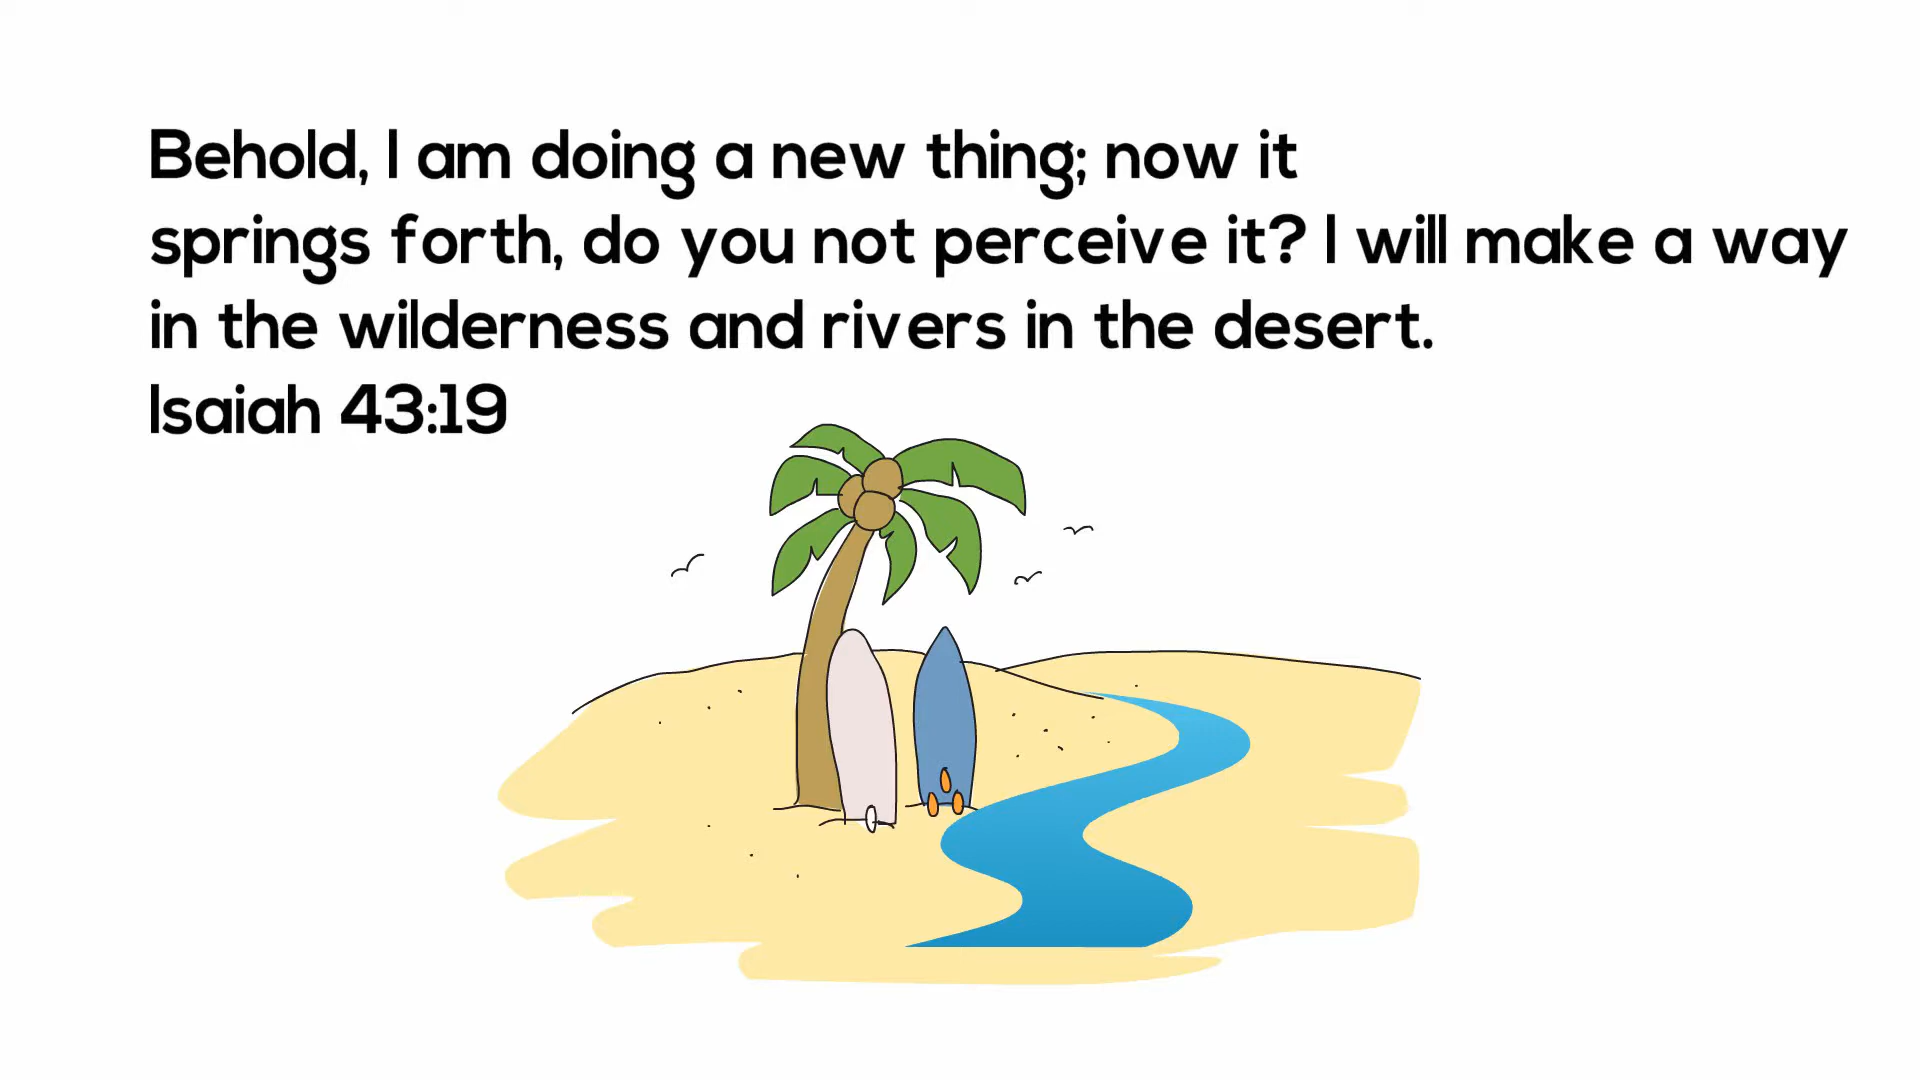 Behold, I am doing a new thing; now it
springs forth, do you not perceive it? I will make a way
in the wilderness and rivers in the desert.
Isaiah 43:19